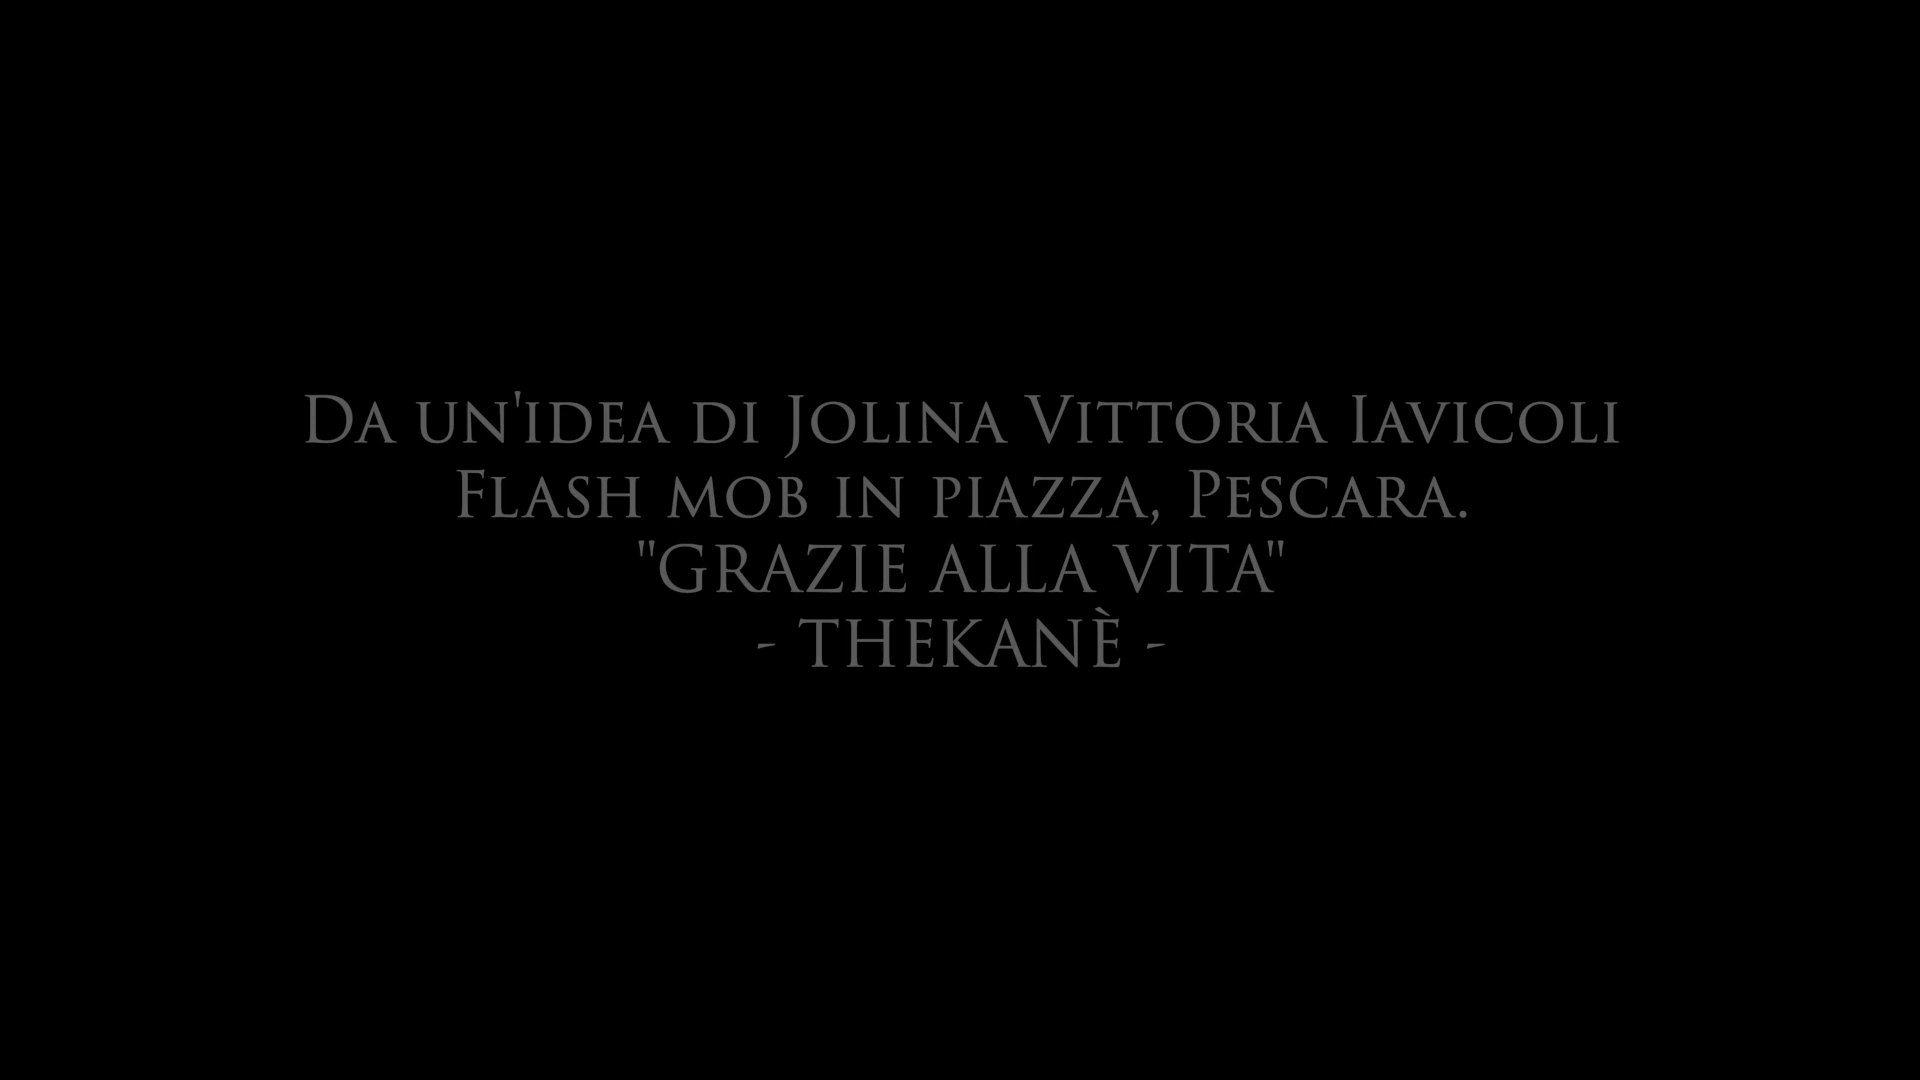 Da un'idea di Jolina Vittoria Iavicoli
Flash mob in piazza, Pescara.
"GRAZIE ALLA VITA"
- THEKANÈ -